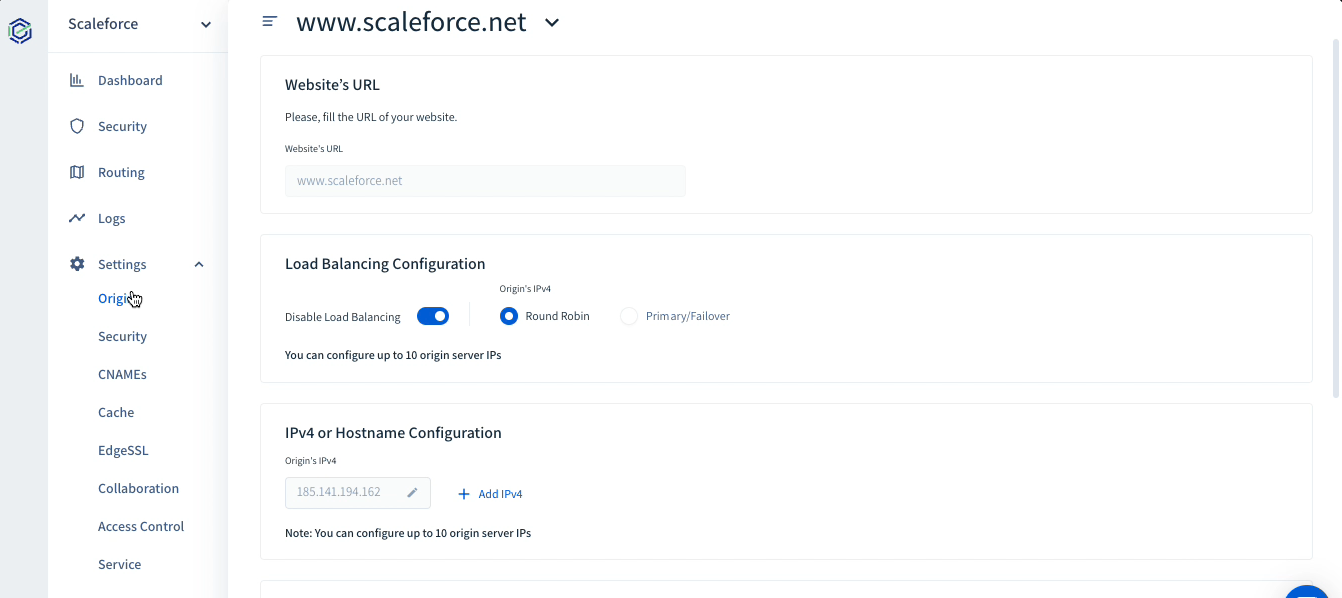 Scaleforce
Dashboard
Security
Routing
Logs
Settings
Origin
Security
CNAMEs
Cache
EdgeSSL
Collaboration
Access Control
Service
www.scaleforce.net
Website’s URL
Please, fill the URL of your website.
Website's URL
www.scaleforce.net
Load Balancing Configuration
Origin's IPv4
Disable Load Balancing Round Robin Primary/Failover
You can configure up to 10 origin server IPs
IPv4 or Hostname Configuration
Origin's IPv4
185.141.194.162 + Add IPv4
Note: You can configure up to 10 origin server IPs